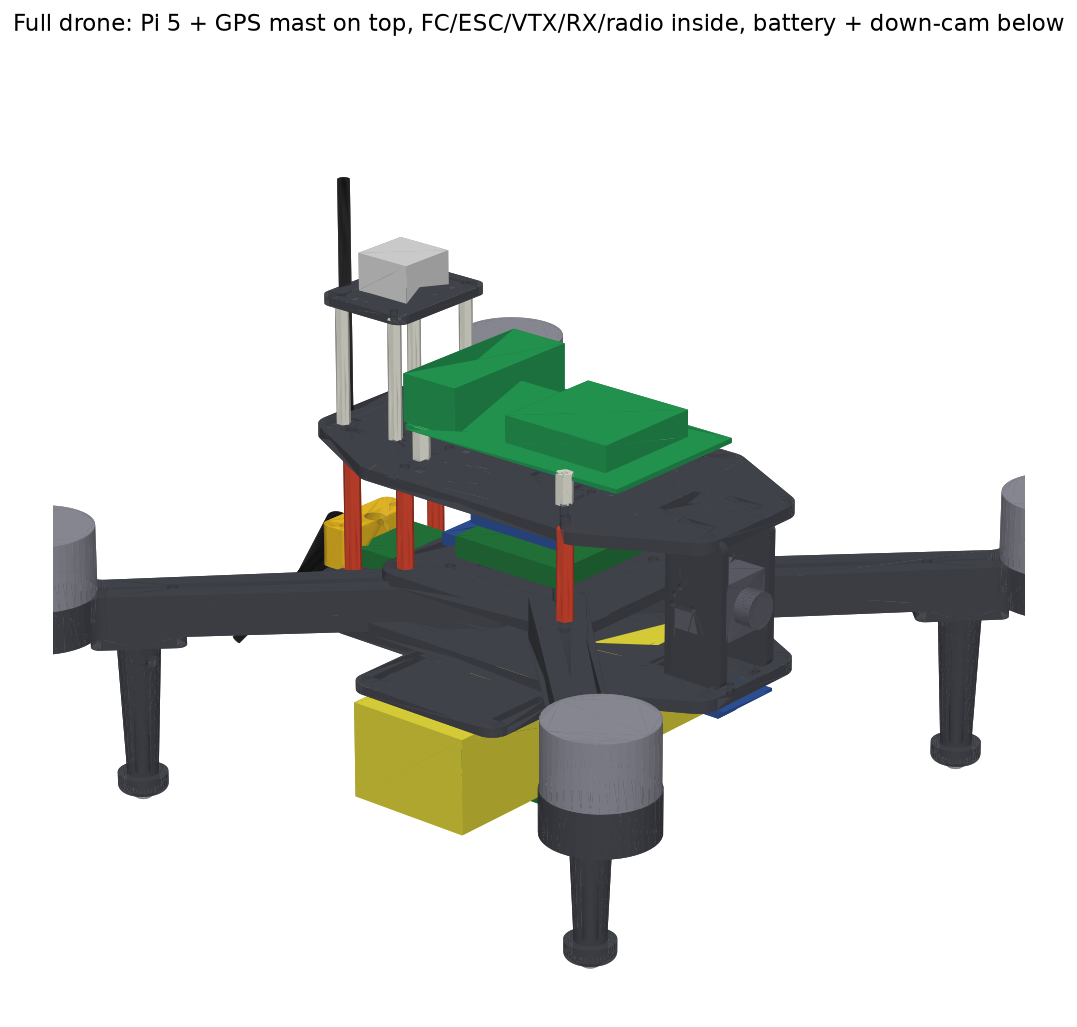 Full drone: Pi 5 + GPS mast on top, FC/ESC/VTX/RX/radio inside, battery + down-cam below